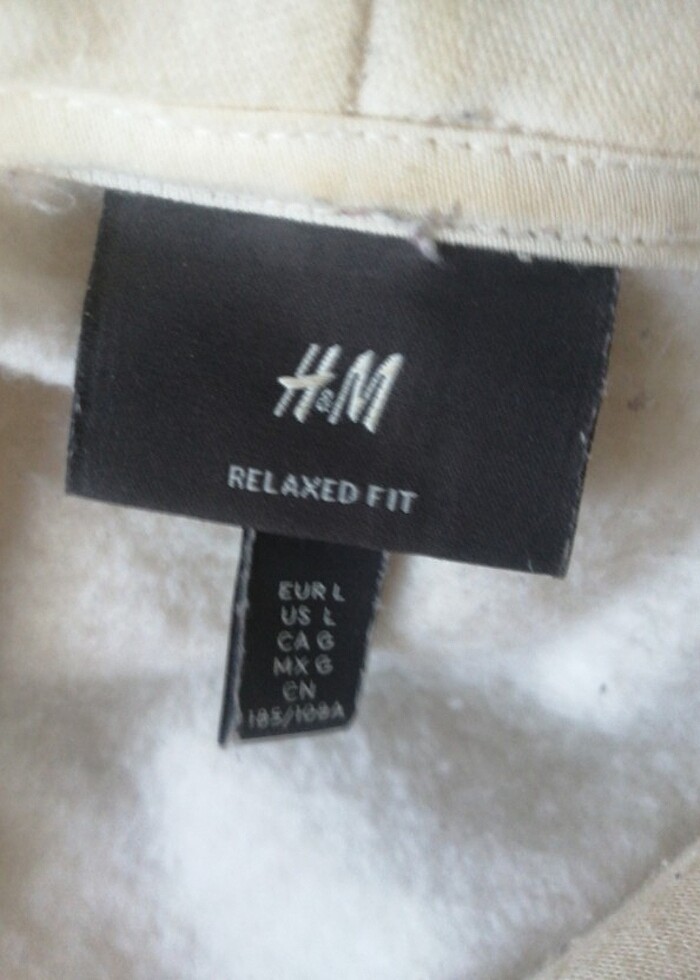 H&M
RELAXED FIT
EUR L
US L
CA G
MX G
CN
185/108A